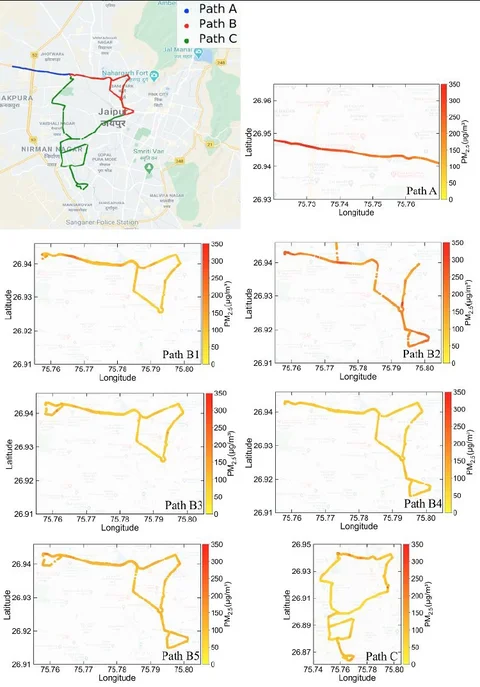 Path A
Path B
Path C
Amber
JHOTWARA
Nahargarh Fort
Jal Mahal
AKPURA
Jaipur
जयपुर
VAISHALI NAGAR
NIRMAN NAGAR
Smriti Van
MALVIYA NAGAR
MANSAROVAR
Sanganer Police Station
26.96
26.95
26.94
26.93
Latitude
75.73 75.74 75.75 75.76
Longitude
Path A
350
300
250
200
150
100
50
0
PM2.5(μg/m³)
26.94
26.93
26.92
26.91
Latitude
75.76 75.77 75.78 75.79 75.80
Longitude
Path B1
350
300
250
200
150
100
50
0
PM2.5(μg/m³)
26.94
26.93
26.92
26.91
Latitude
75.76 75.77 75.78 75.79 75.80
Longitude
Path B2
350
300
250
200
150
100
50
0
PM2.5(μg/m³)
26.94
26.93
26.92
26.91
Latitude
75.76 75.77 75.78 75.79 75.80
Longitude
Path B3
350
300
250
200
150
100
50
0
PM2.5(μg/m³)
26.94
26.93
26.92
26.91
Latitude
75.76 75.77 75.78 75.79 75.80
Longitude
Path B4
350
300
250
200
150
100
50
0
PM2.5(μg/m³)
26.94
26.93
26.92
26.91
Latitude
75.76 75.77 75.78 75.79 75.80
Longitude
Path B5
350
300
250
200
150
100
50
0
PM2.5(μg/m³)
26.95
26.93
26.91
26.89
26.87
Latitude
75.74 75.76 75.78 75.80
Longitude
Path C
350
300
250
200
150
100
50
0
PM2.5(μg/m³)